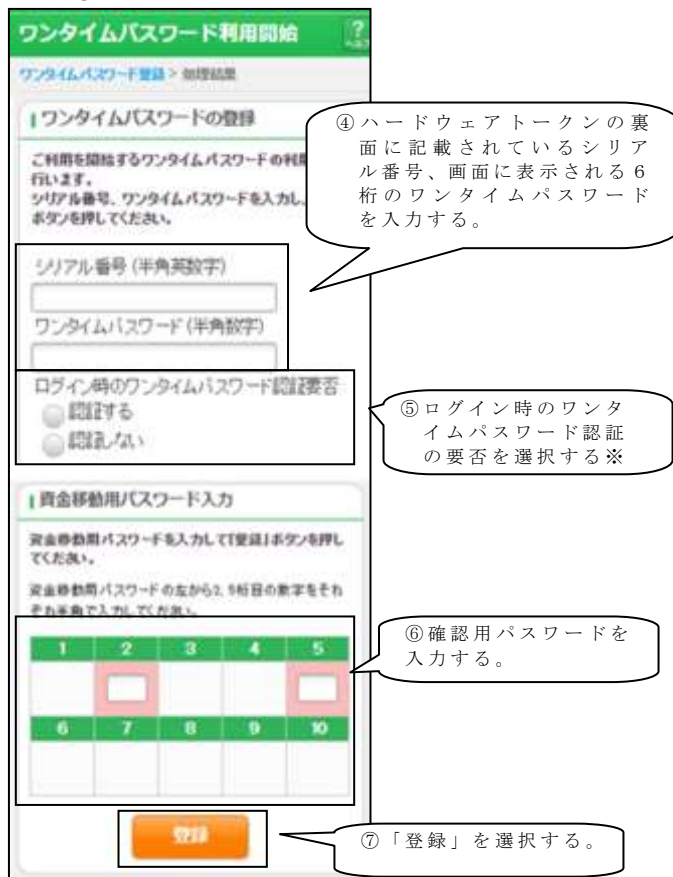 ワンタイムパスワード利用開始
?
ヘルプ
ワンタイムパスワード登録 > 処理結果
ワンタイムパスワードの登録
ご利用を開始するワンタイムパスワードの利
行います。
シリアル番号、ワンタイムパスワードを入力し、
ボタンを押してください。
④ハードウェアトークンの裏
面に記載されているシリア
ル番号、画面に表示される6
桁のワンタイムパスワード
を入力する。
シリアル番号(半角英数字)
ワンタイムパスワード(半角数字)
ログイン時のワンタイムパスワード認証要否
認証する
認証しない
⑤ログイン時のワンタ
イムパスワード認証
の要否を選択する※
資金移動用パスワード入力
資金移動用パスワードを入力して「登録」ボタンを押し
てください。
資金移動用パスワードの左から2, 5桁目の数字をそれ
ぞれ半角で入力してください。
1 2 3 4 5
6 7 8 9 10
⑥確認用パスワードを
入力する。
登録
⑦「登録」を選択する。